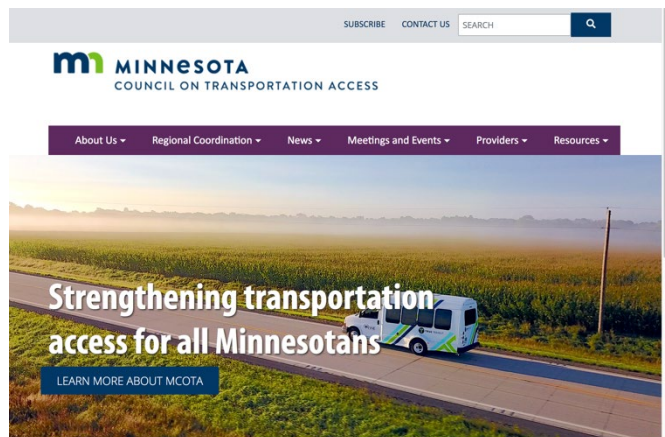 SUBSCRIBE CONTACT US SEARCH
mn MINNESOTA
COUNCIL ON TRANSPORTATION ACCESS
About Us Regional Coordination News Meetings and Events Providers Resources
Strengthening transportation
access for all Minnesotans
LEARN MORE ABOUT MCOTA